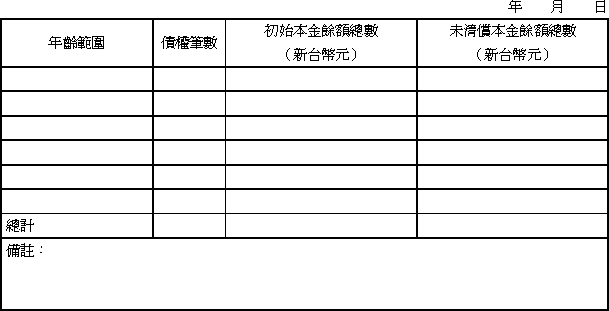 年　月　日
年齡範圍　債權筆數　初始本金餘額總數　未清償本金餘額總數
（新台幣元）　（新台幣元）
總計
備註：